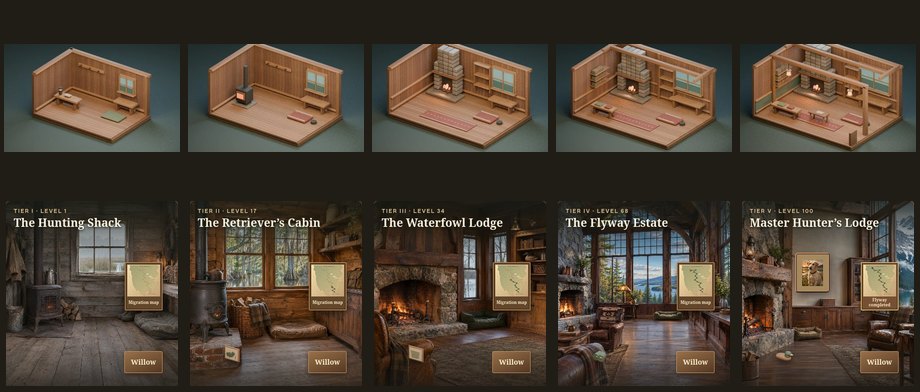 TIER I · LEVEL 1
The Hunting Shack
Migration map
Willow
TIER II · LEVEL 17
The Retriever's Cabin
Migration map
Willow
TIER III · LEVEL 34
The Waterfowl Lodge
Migration map
Willow
TIER IV · LEVEL 68
The Flyway Estate
Migration map
Willow
TIER V · LEVEL 100
Master Hunter's Lodge
Flyway
completed
Willow